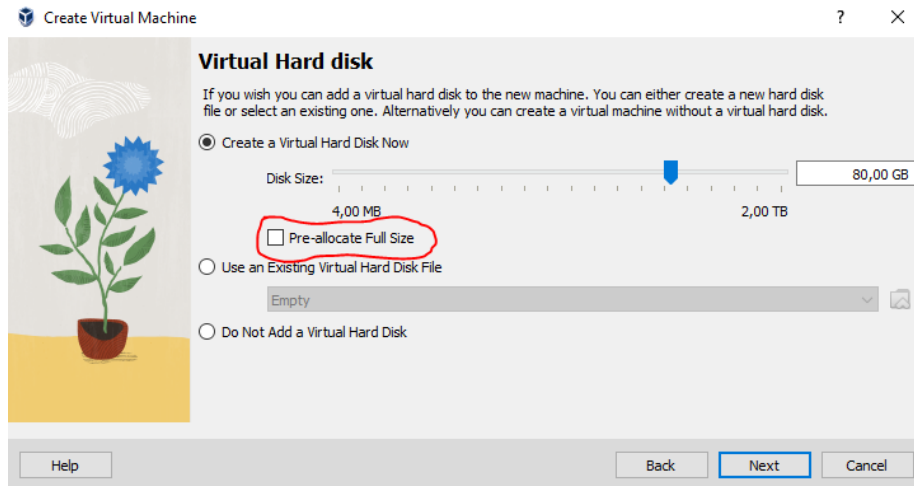 Create Virtual Machine
?
Virtual Hard disk
If you wish you can add a virtual hard disk to the new machine. You can either create a new hard disk
file or select an existing one. Alternatively you can create a virtual machine without a virtual hard disk.
Create a Virtual Hard Disk Now
Disk Size:
80,00 GB
4,00 MB
2,00 TB
Pre-allocate Full Size
Use an Existing Virtual Hard Disk File
Empty
Do Not Add a Virtual Hard Disk
Help
Back
Next
Cancel